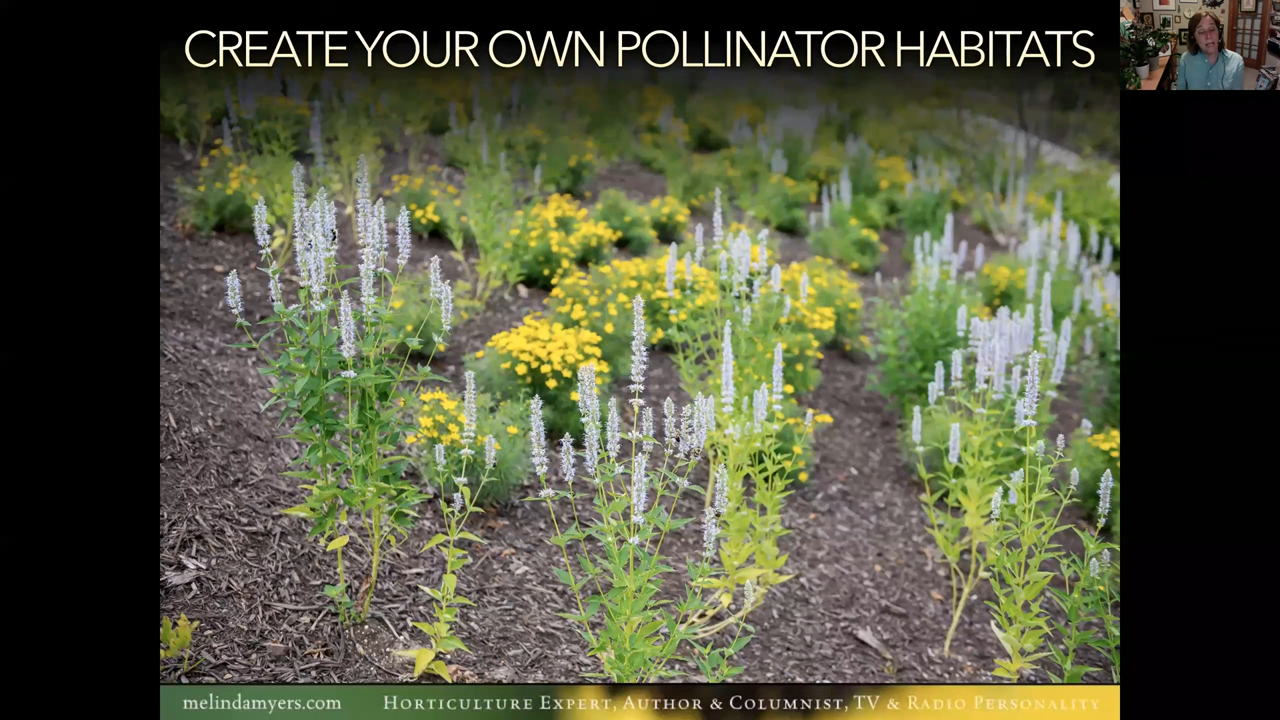 CREATE YOUR OWN POLLINATOR HABITATS
melindamyers.com HORTICULTURE EXPERT, AUTHOR & COLUMNIST, TV & RADIO PERSONALITY